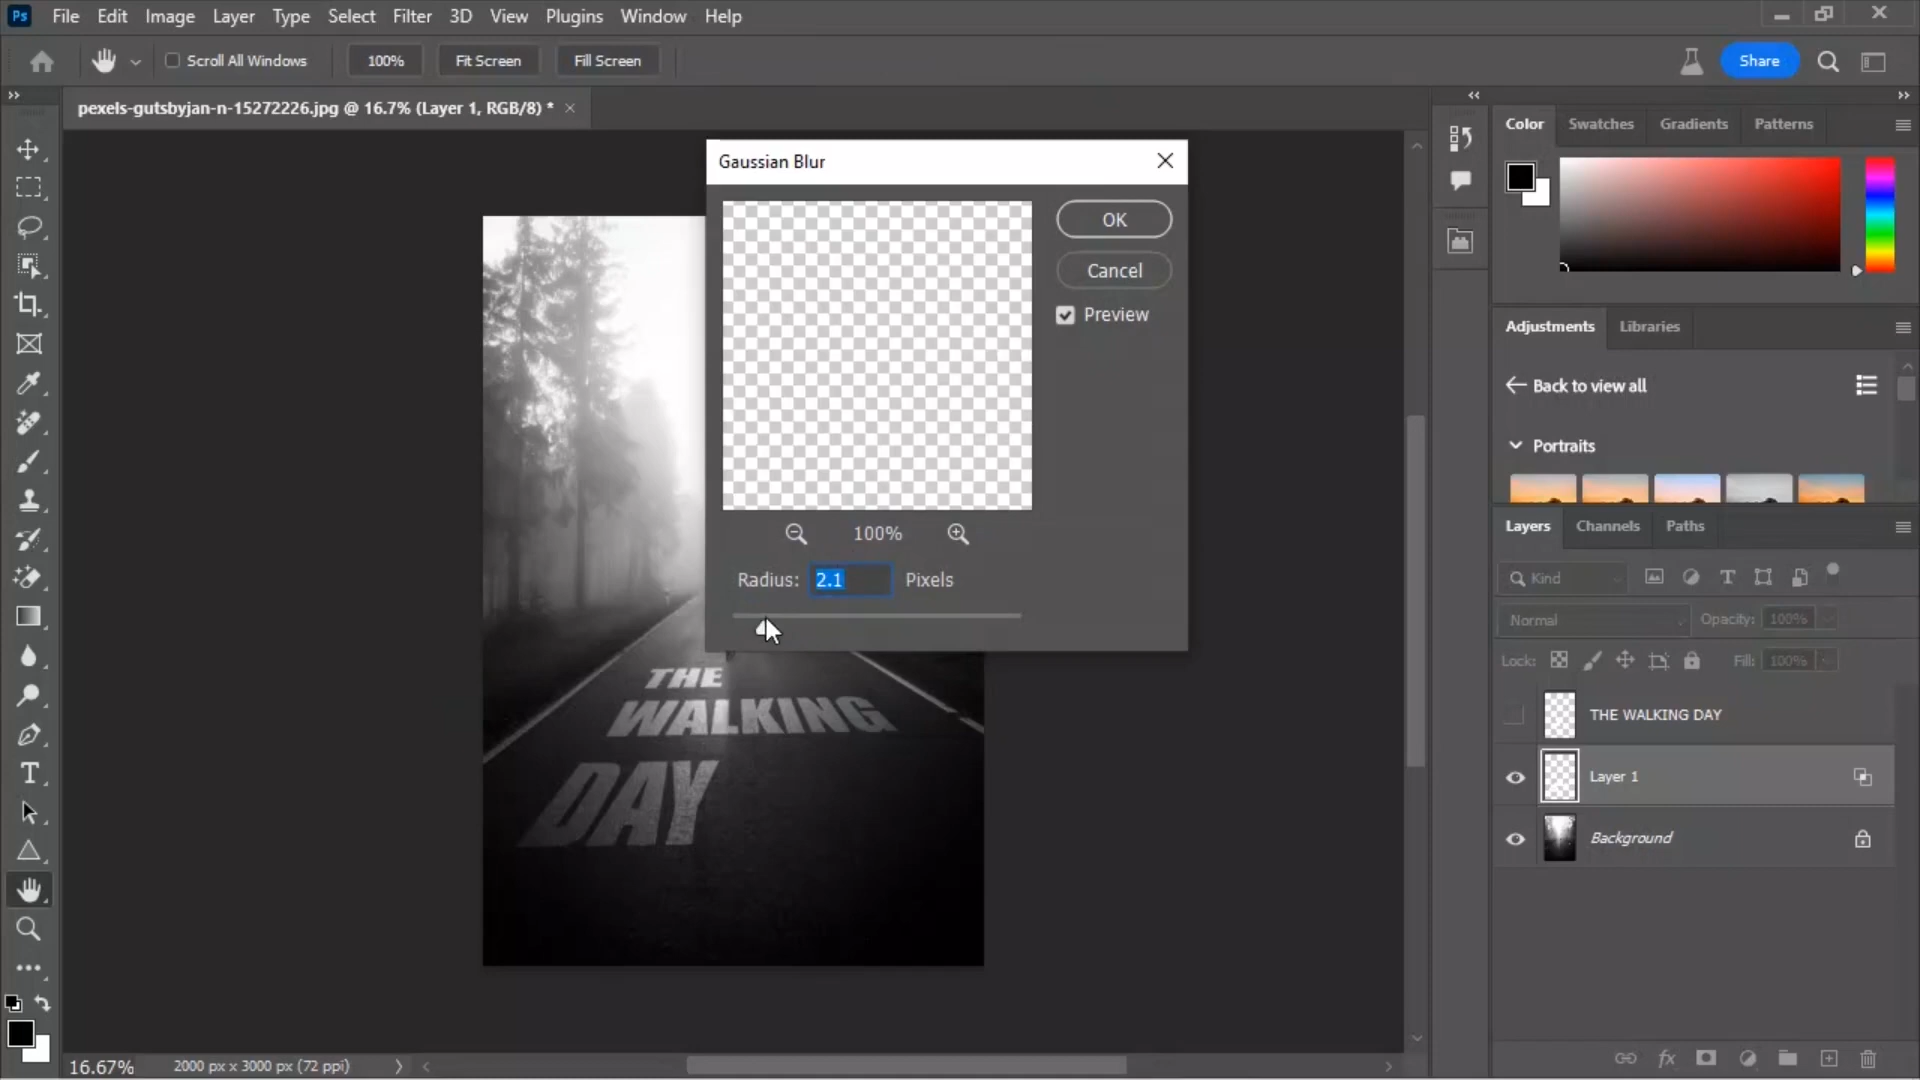 Ps File Edit Image Layer Type Select Filter 3D View Plugins Window Help
Scroll All Windows 100% Fit Screen Fill Screen Share
pexels-gutsbyjan-n-15272226.jpg @ 16.7% (Layer 1, RGB/8) *
Color Swatches Gradients Patterns
Gaussian Blur
OK
Cancel
Preview
100%
Radius: 2.1 Pixels
Adjustments Libraries
Back to view all
Portraits
Layers Channels Paths
Kind
Normal Opacity: 100%
Lock: Fill: 100%
THE WALKING DAY
Layer 1
Background
THE
WALKING
DAY
16.67% 2000 px x 3000 px (72 ppi)